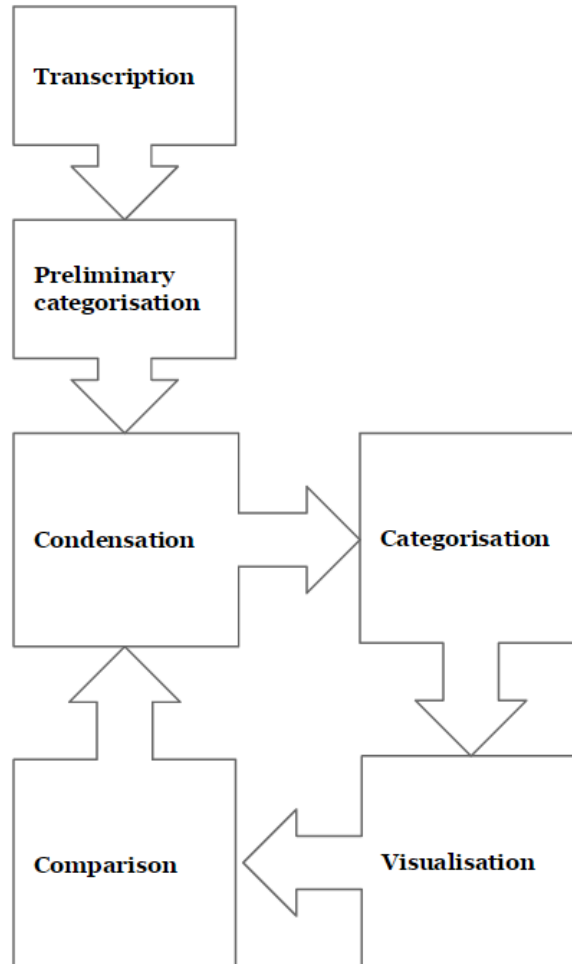 Transcription
Preliminary
categorisation
Condensation
Categorisation
Comparison
Visualisation